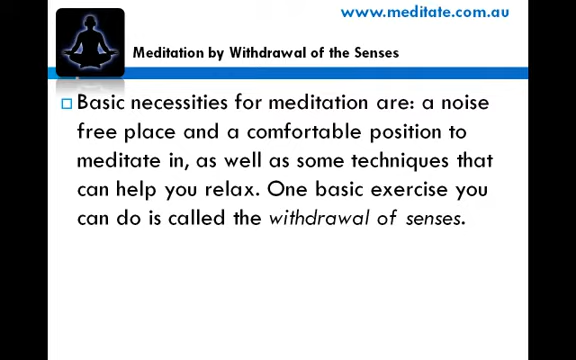 www.meditate.com.au
Meditation by Withdrawal of the Senses
Basic necessities for meditation are: a noise
free place and a comfortable position to
meditate in, as well as some techniques that
can help you relax. One basic exercise you
can do is called the withdrawal of senses.